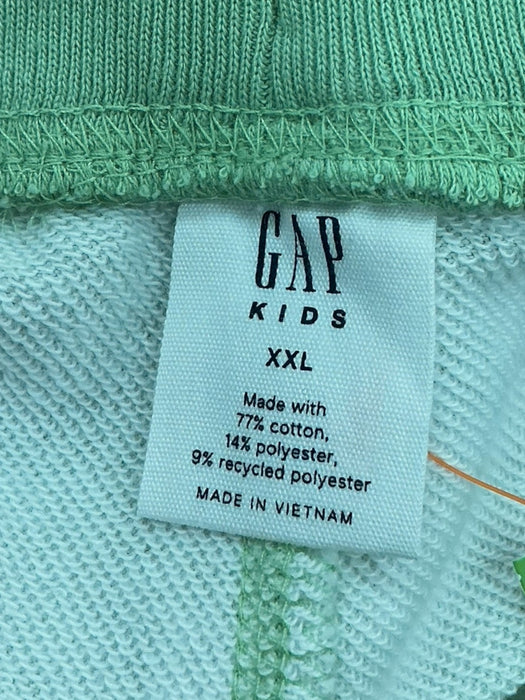 GAP
KIDS
XXL
Made with
77% cotton,
14% polyester,
9% recycled polyester
MADE IN VIETNAM